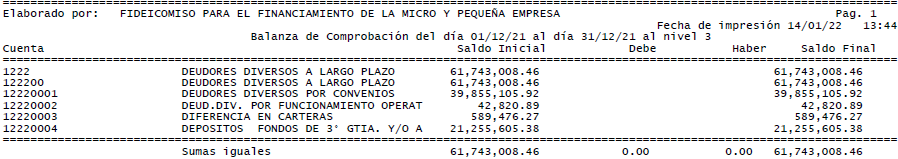 Elaborado por: FIDEICOMISO PARA EL FINANCIAMIENTO DE LA MICRO Y PEQUEÑA EMPRESA Pag. 1
Fecha de impresión 14/01/22 13:44
Balanza de Comprobación del día 01/12/21 al día 31/12/21 al nivel 3
Cuenta Saldo Inicial Debe Haber Saldo Final
1222 DEUDORES DIVERSOS A LARGO PLAZO 61,743,008.46 61,743,008.46
122200 DEUDORES DIVERSOS A LARGO PLAZO 61,743,008.46 61,743,008.46
12220001 DEUDORES DIVERSOS POR CONVENIOS 39,855,105.92 39,855,105.92
12220002 DEUD.DIV. POR FUNCIONAMIENTO OPERAT 42,820.89 42,820.89
12220003 DIFERENCIA EN CARTERAS 589,476.27 589,476.27
12220004 DEPOSITOS FONDOS DE 3° GTIA. Y/O A 21,255,605.38 21,255,605.38
Sumas iguales 61,743,008.46 0.00 0.00 61,743,008.46